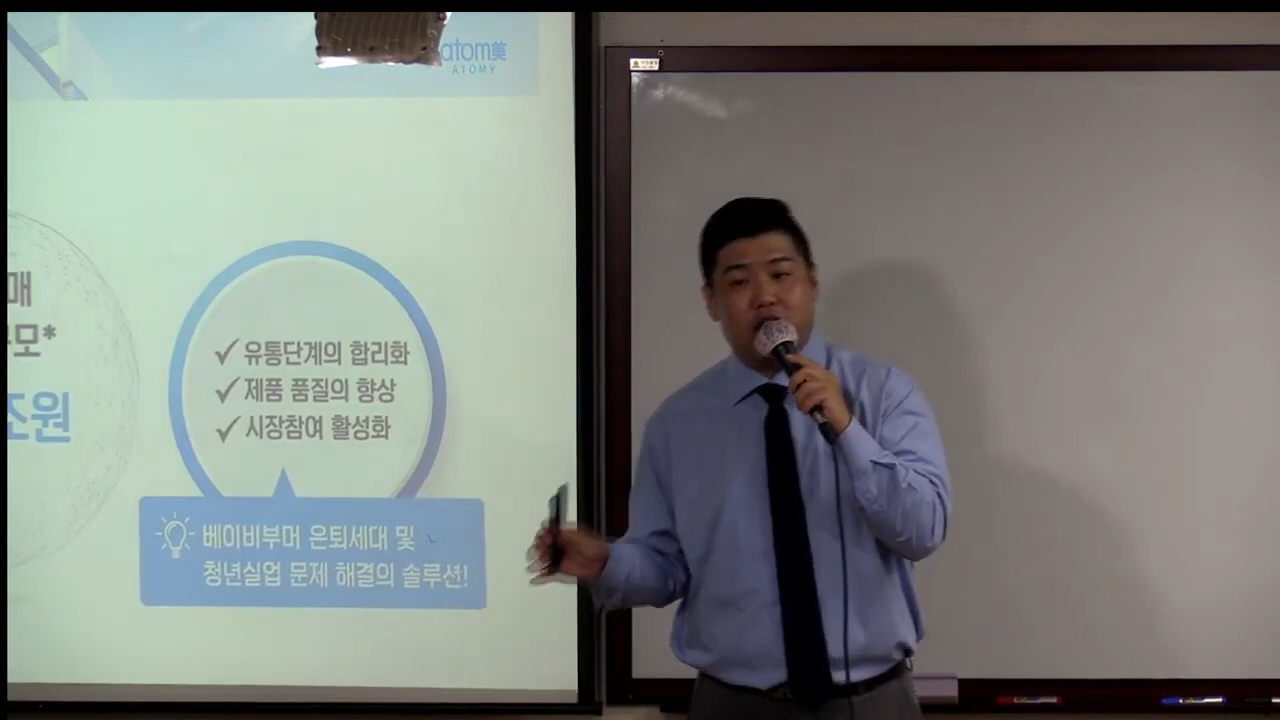 atom美
ATOMY
매
모*
조원
유통단계의 합리화
제품 품질의 향상
시장참여 활성화
베이비부머 은퇴세대 및
청년실업 문제 해결의 솔루션!